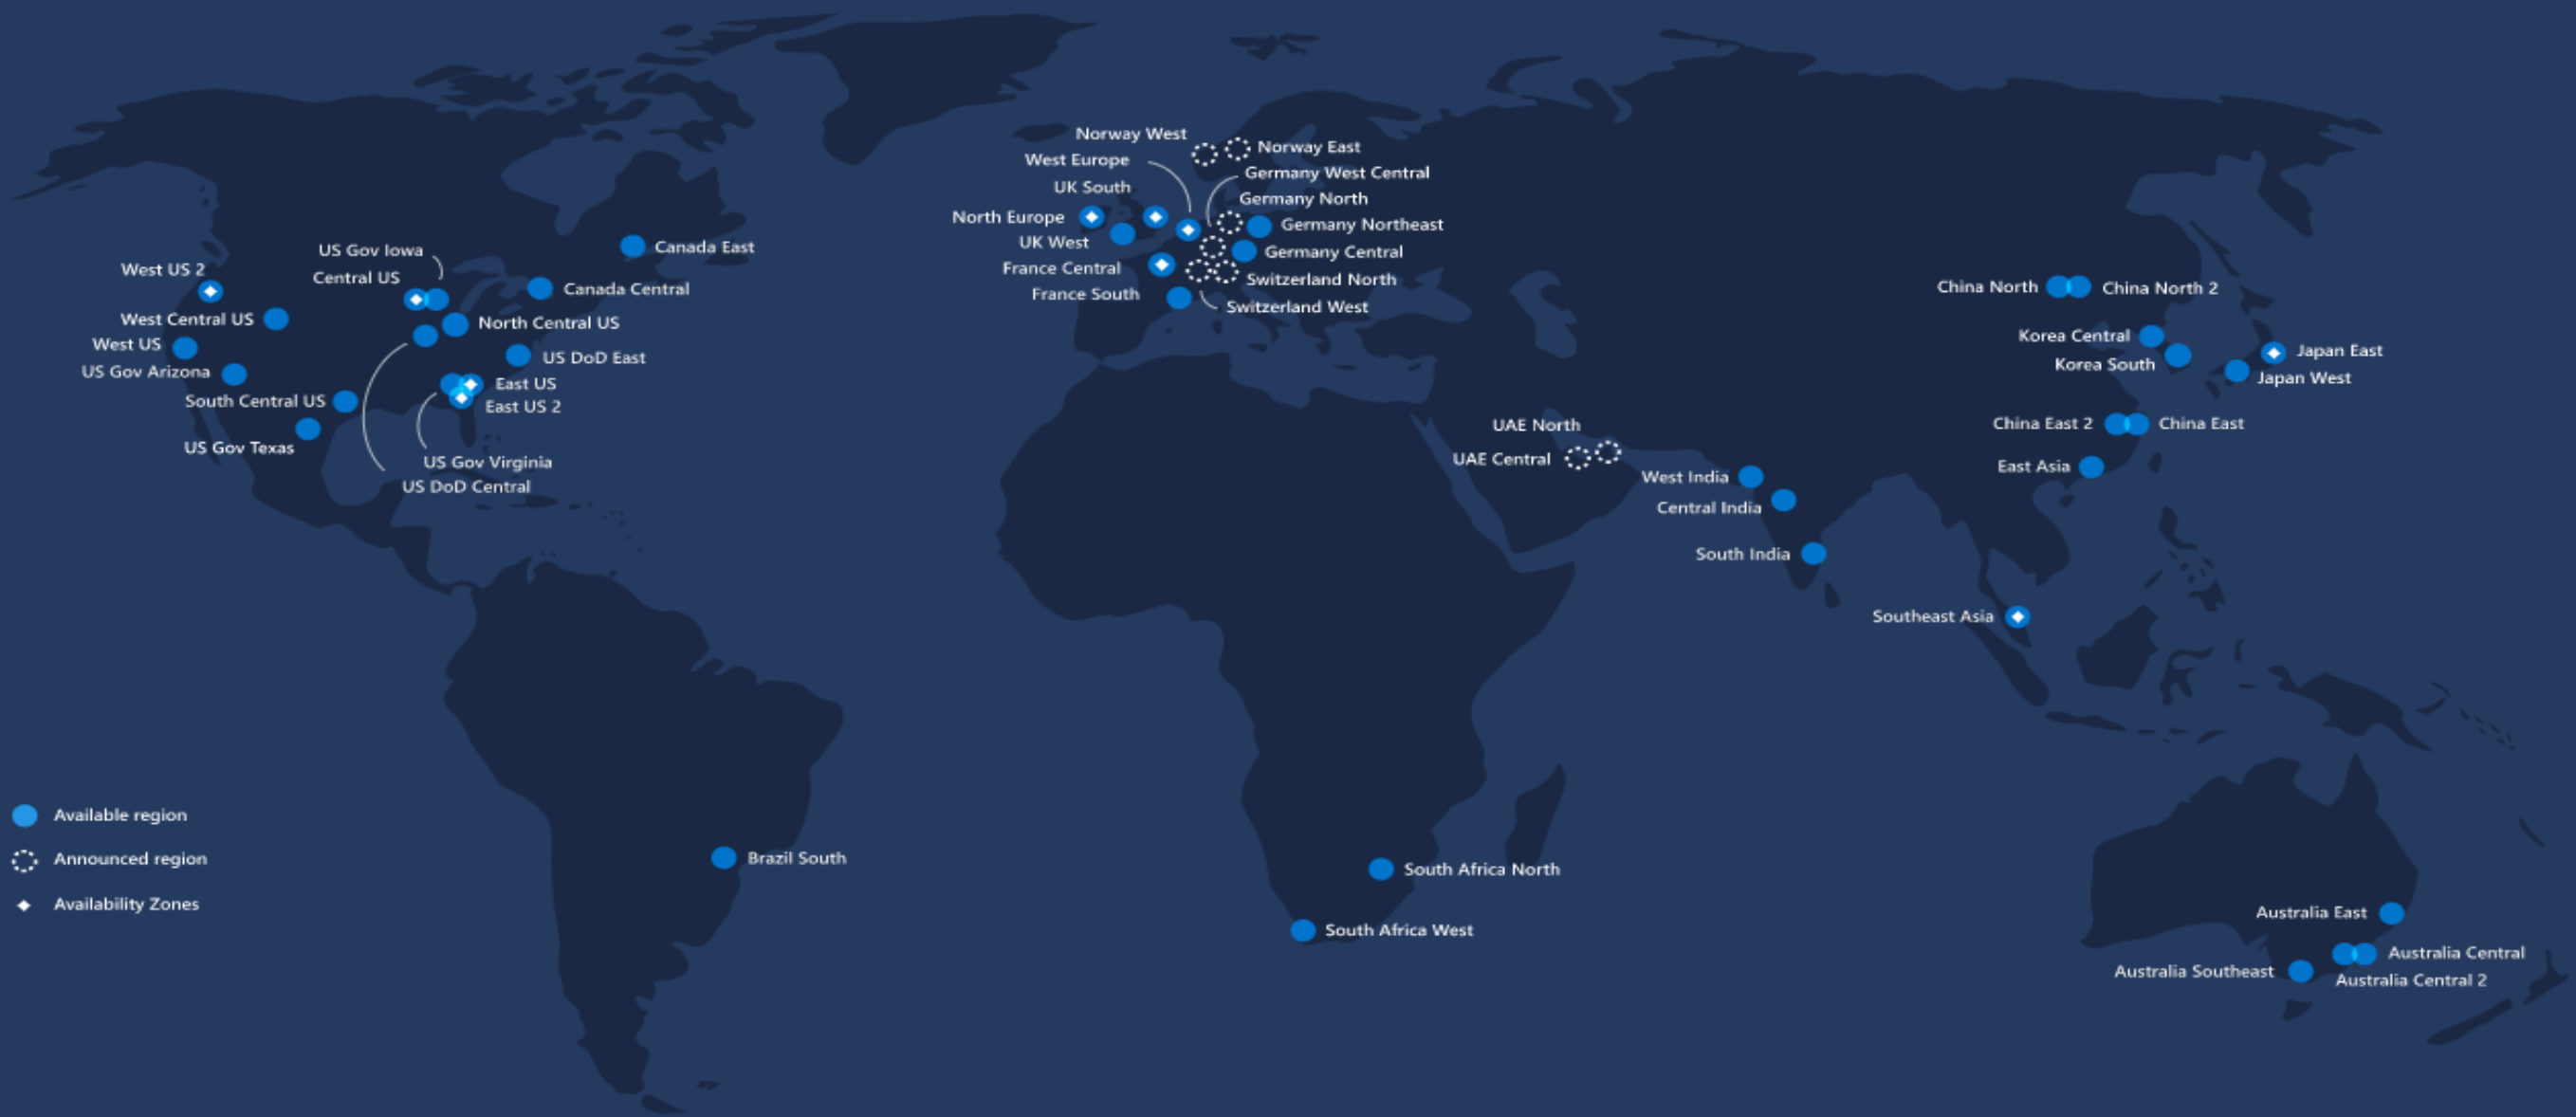 Norway West
Norway East
West Europe
Germany West Central
UK South
Germany North
North Europe
Germany Northeast
UK West
Germany Central
France Central
Switzerland North
France South
Switzerland West
US Gov Iowa
Canada East
West US 2
Central US
Canada Central
West Central US
North Central US
West US
US DoD East
US Gov Arizona
East US
South Central US
East US 2
US Gov Texas
US Gov Virginia
US DoD Central
China North
China North 2
Korea Central
Japan East
Korea South
Japan West
UAE North
China East 2
China East
UAE Central
East Asia
West India
Central India
South India
Southeast Asia
Available region
Announced region
Availability Zones
Brazil South
South Africa North
South Africa West
Australia East
Australia Central
Australia Southeast
Australia Central 2